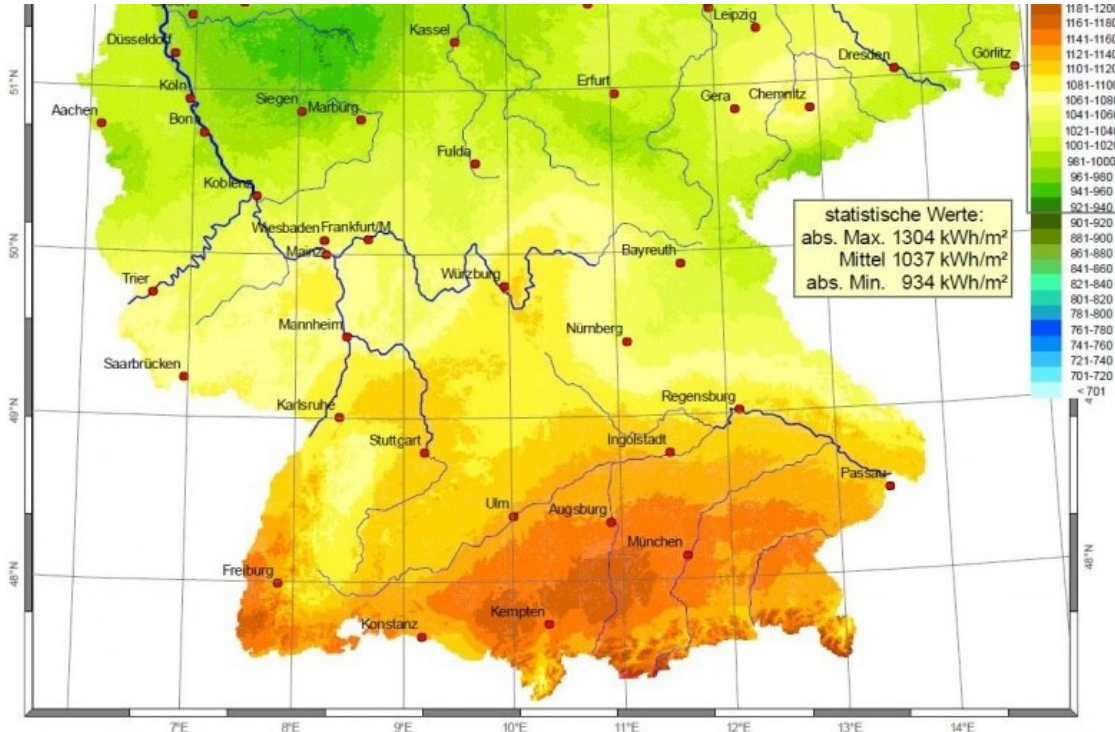 Leipzig
Düsseldorf
Kassel
Dresden
Görlitz
Erfurt
Köln
Siegen
Marburg
Gera
Chemnitz
Aachen
Bon
Fulda
Koblenz
Wiesbaden
Frankfurt/M
Mainz
Bayreuth
Trier
Würzburg
Mannheim
Nürnberg
Saarbrücken
Regensburg
Karlsruhe
Stuttgart
Ingolstadt
Passau
Ulm
Augsburg
München
Freiburg
Kempten
Konstanz
statistische Werte:
abs. Max. 1304 kWh/m²
Mittel 1037 kWh/m²
abs. Min. 934 kWh/m²
1181-1200
1161-1180
1141-1160
1121-1140
1101-1120
1081-1100
1061-1080
1041-1060
1021-1040
1001-1020
981-1000
961-980
941-960
921-940
901-920
881-900
861-880
841-860
821-840
801-820
781-800
761-780
741-760
721-740
701-720
< 701
51°N
50°N
49°N
48°N
48°N
7°E
8°E
9°E
10°E
11°E
12°E
13°E
14°E